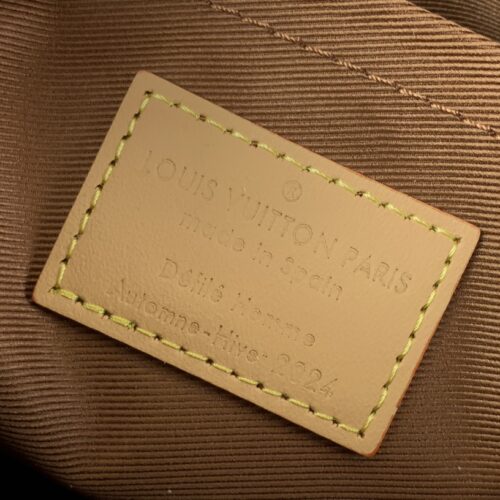 ®
LOUIS VUITTON PARIS
made in Spain
Défilé Homme
Automne-Hiver 2024